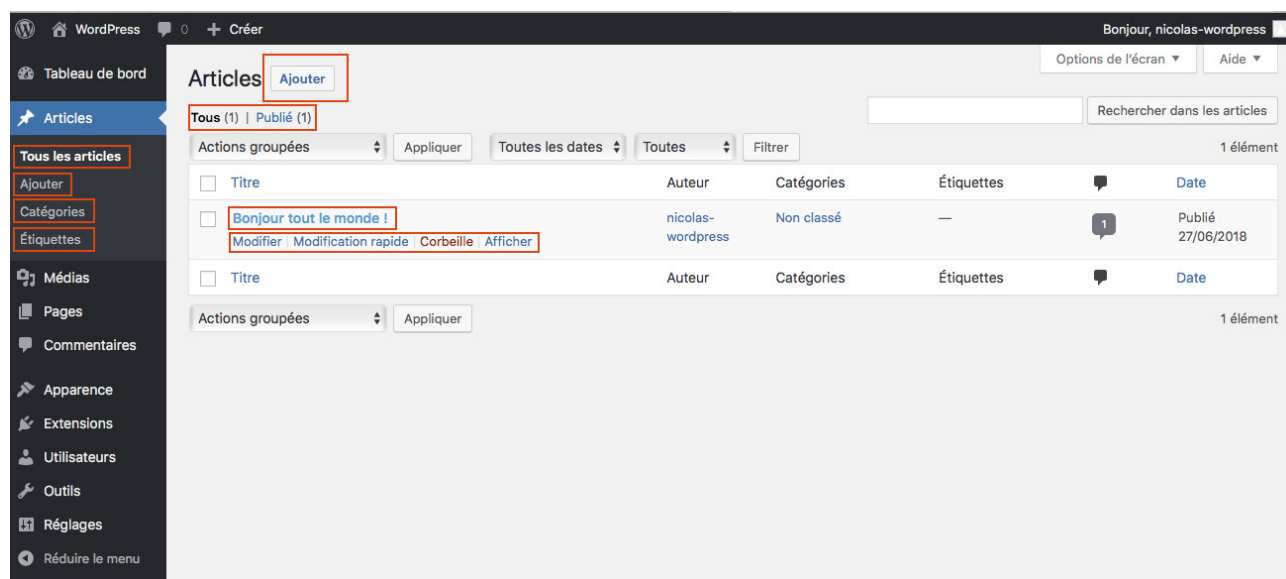 WordPress 0 + Créer Bonjour, nicolas-wordpress
Options de l'écran ▼ Aide ▼
Tableau de bord
Articles
Tous les articles
Ajouter
Catégories
Étiquettes
Médias
Pages
Commentaires
Apparence
Extensions
Utilisateurs
Outils
Réglages
Réduire le menu
Articles Ajouter
Tous (1) | Publié (1) Rechercher dans les articles
Actions groupées Appliquer Toutes les dates Toutes Filtrer 1 élément
Titre Auteur Catégories Étiquettes Date
Bonjour tout le monde ! nicolas- Non classé — 1 Publié
Modifier | Modification rapide | Corbeille | Afficher wordpress 27/06/2018
Titre Auteur Catégories Étiquettes Date
Actions groupées Appliquer 1 élément